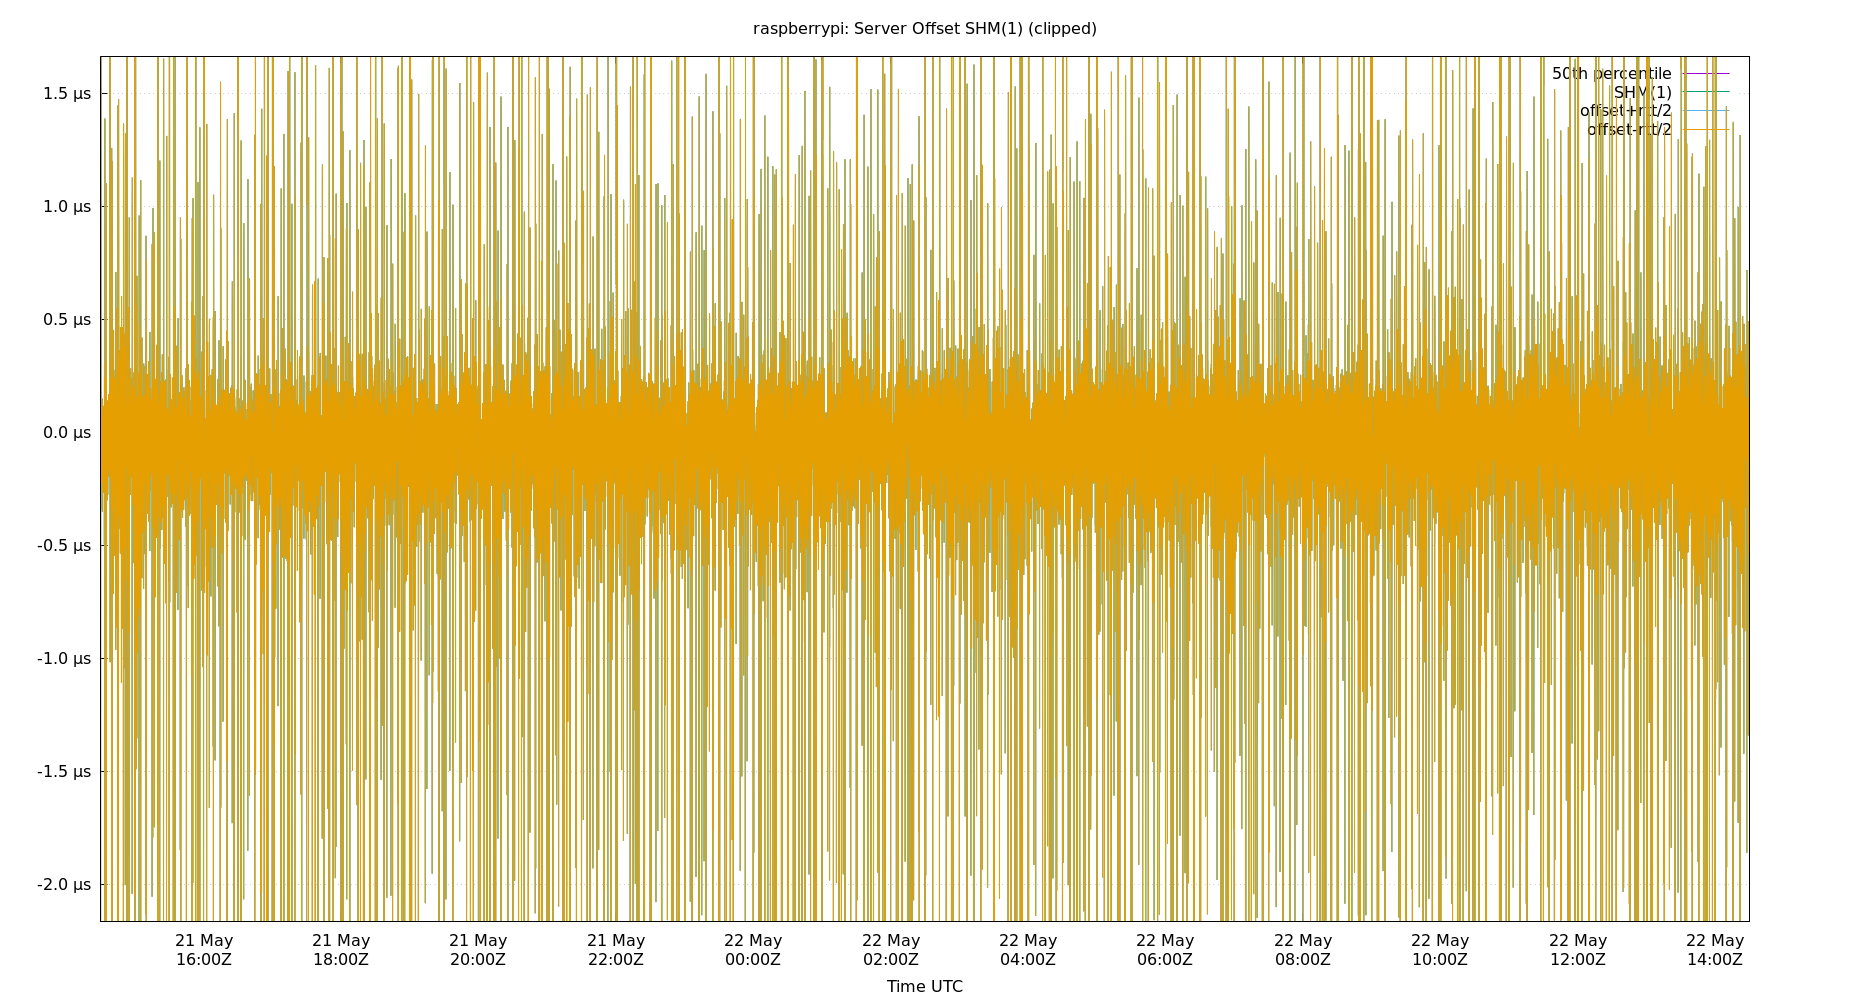 raspberrypi: Server Offset SHM(1) (clipped)
50th percentile
SHM(1)
offset+rtt/2
offset-rtt/2
1.5 µs
1.0 µs
0.5 µs
0.0 µs
-0.5 µs
-1.0 µs
-1.5 µs
-2.0 µs
21 May 21 May 21 May 21 May 22 May 22 May 22 May 22 May 22 May 22 May 22 May 22 May
16:00Z 18:00Z 20:00Z 22:00Z 00:00Z 02:00Z 04:00Z 06:00Z 08:00Z 10:00Z 12:00Z 14:00Z
Time UTC